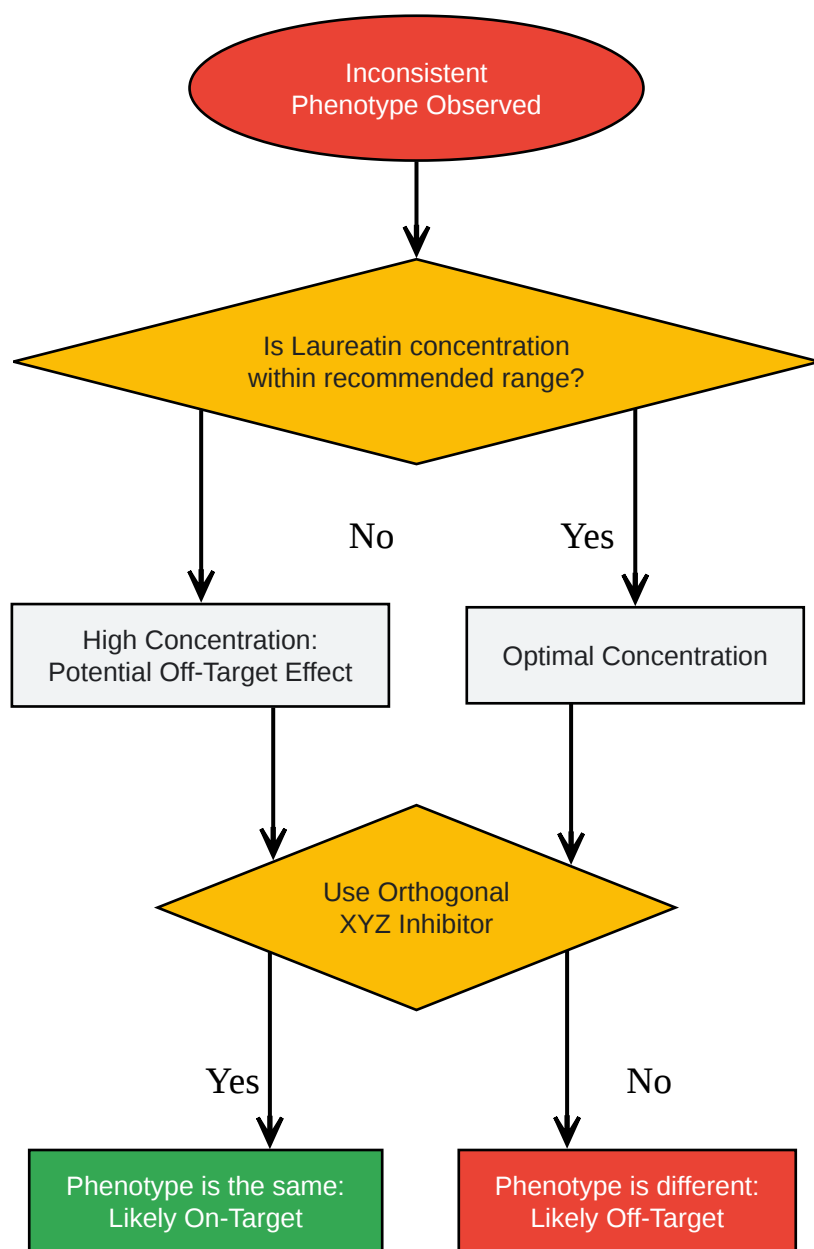 Inconsistent
Phenotype Observed
Is Laureatin concentration
within recommended range?
No
Yes
High Concentration:
Potential Off-Target Effect
Optimal Concentration
Use Orthogonal
XYZ Inhibitor
Yes
No
Phenotype is the same:
Likely On-Target
Phenotype is different:
Likely Off-Target